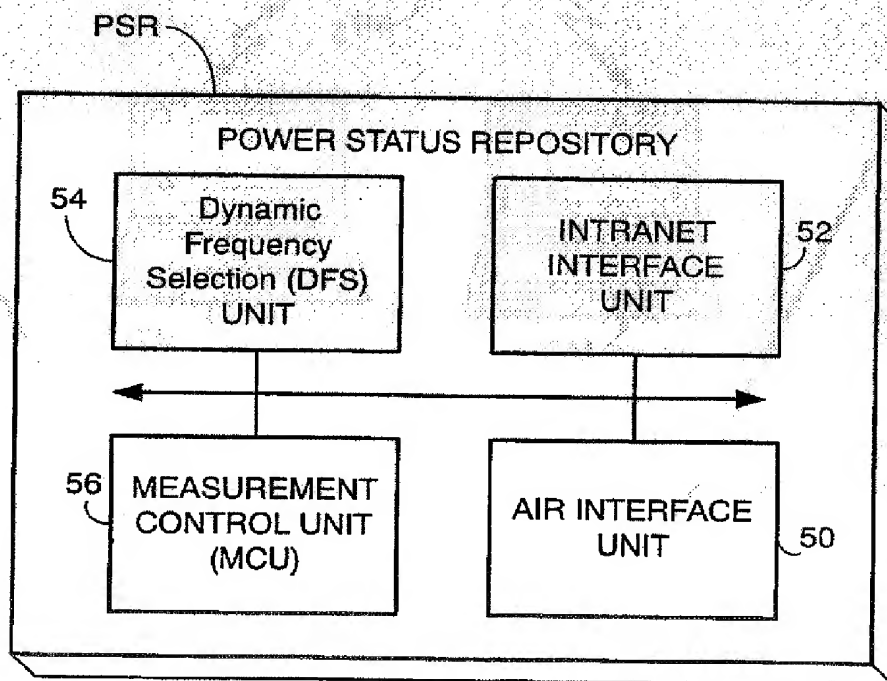 PSR
POWER STATUS REPOSITORY
54
Dynamic
Frequency
Selection (DFS)
UNIT
INTRANET
INTERFACE
UNIT
52
56
MEASUREMENT
CONTROL UNIT
(MCU)
AIR INTERFACE
UNIT
50